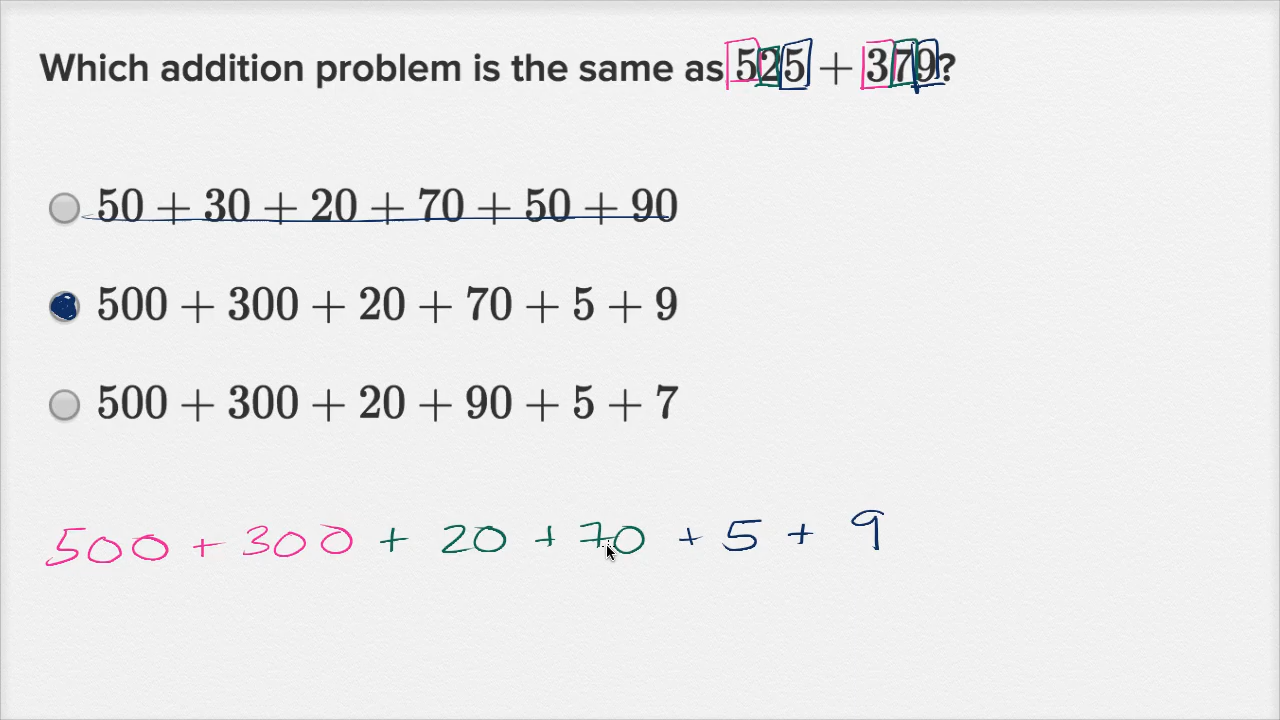 Which addition problem is the same as 525 + 379?
50 + 30 + 20 + 70 + 50 + 90
500 + 300 + 20 + 70 + 5 + 9
500 + 300 + 20 + 90 + 5 + 7
500 + 300 + 20 + 70 + 5 + 9